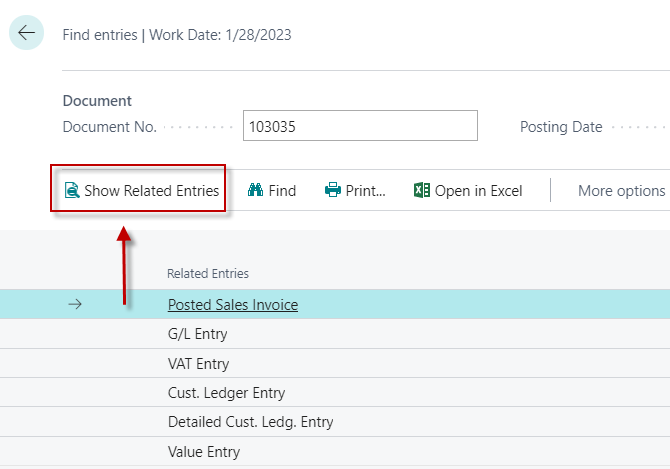 Find entries | Work Date: 1/28/2023
Document
Document No. 103035 Posting Date
Show Related Entries Find Print... Open in Excel More options
Related Entries
Posted Sales Invoice
G/L Entry
VAT Entry
Cust. Ledger Entry
Detailed Cust. Ledg. Entry
Value Entry